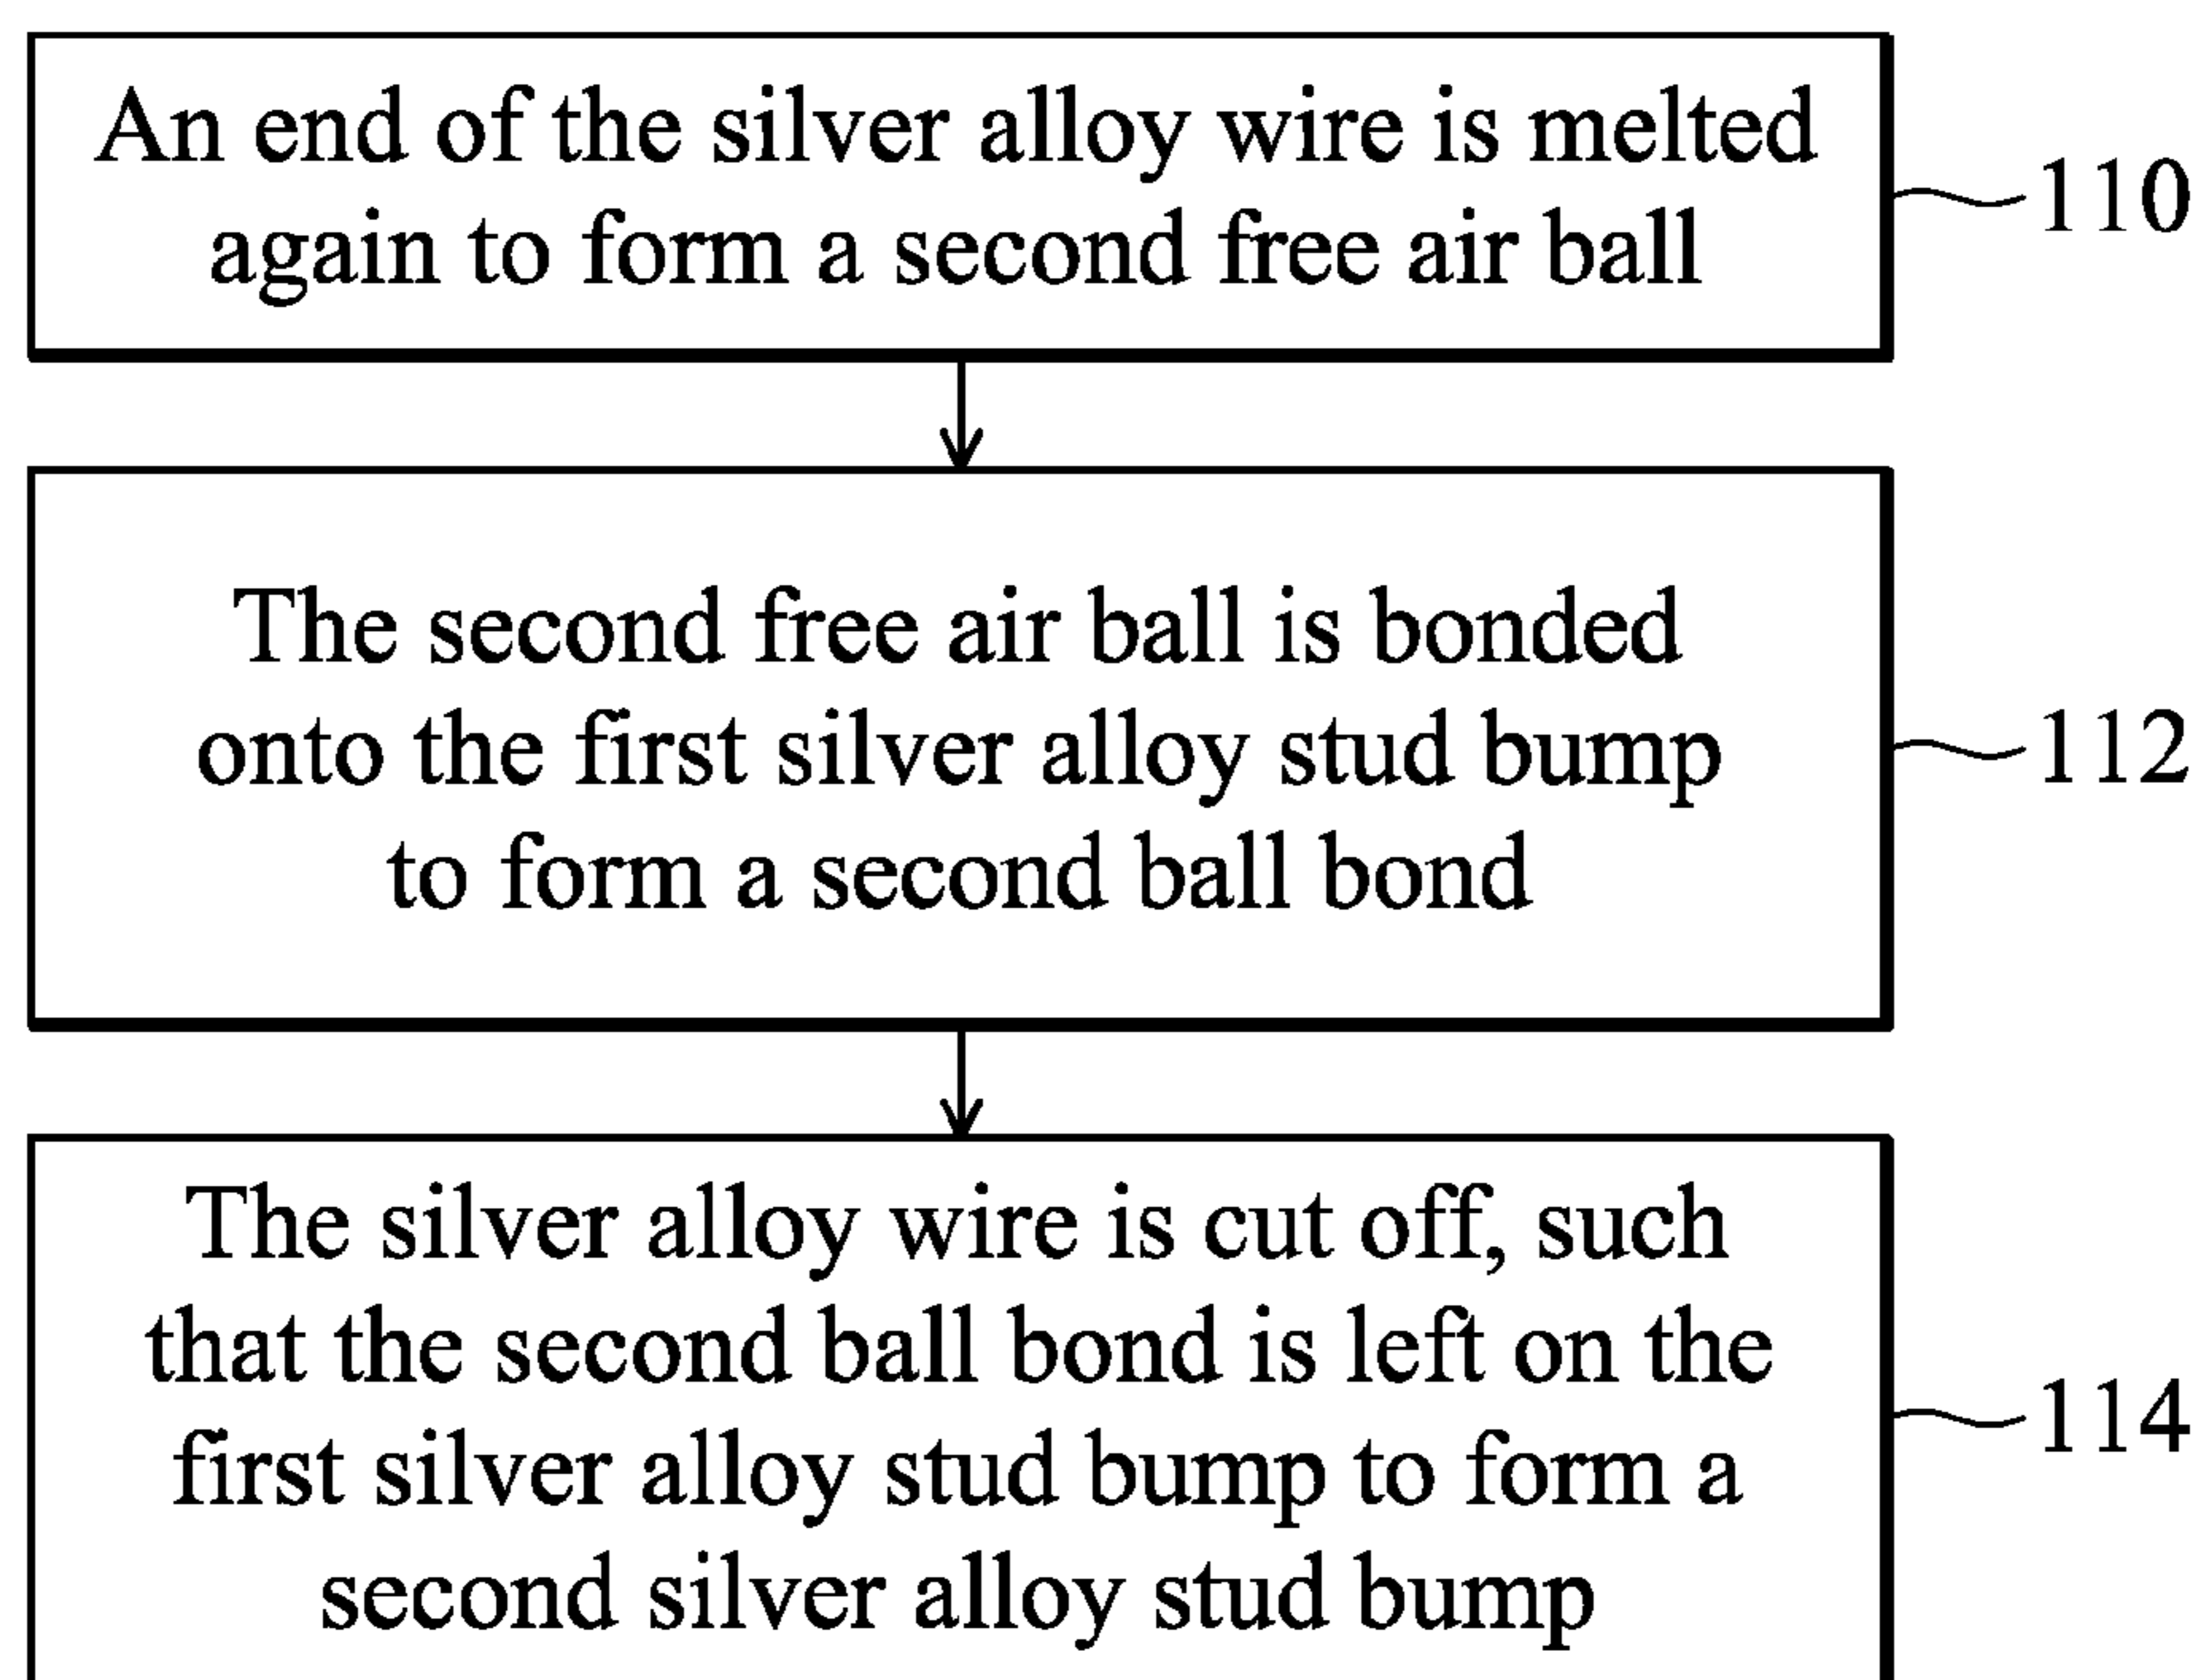 An end of the silver alloy wire is melted
again to form a second free air ball
110
The second free air ball is bonded
onto the first silver alloy stud bump
to form a second ball bond
112
The silver alloy wire is cut off, such
that the second ball bond is left on the
first silver alloy stud bump to form a
second silver alloy stud bump
114